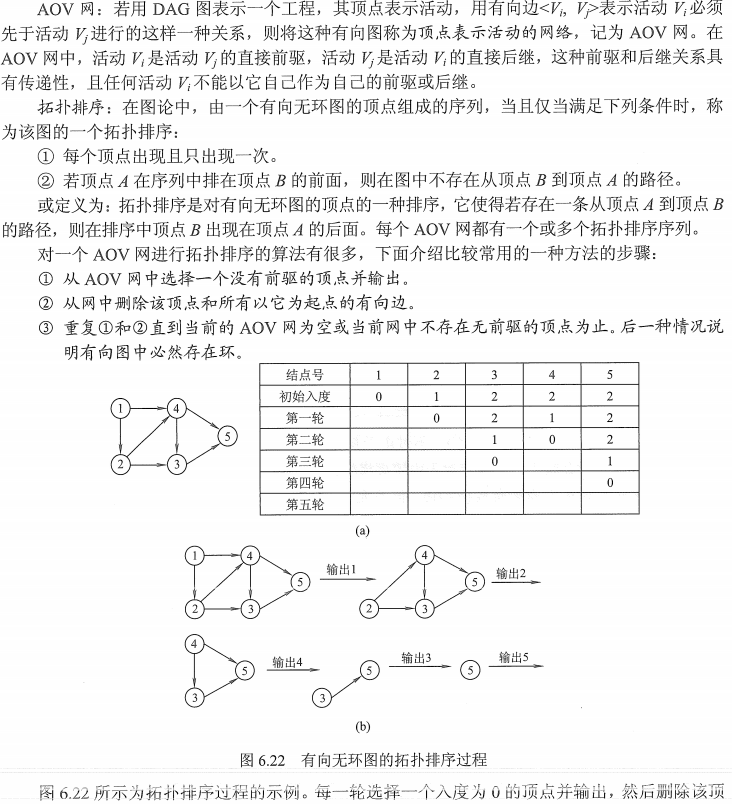 AOV 网：若用 DAG 图表示一个工程，其顶点表示活动，用有向边<Vi, Vj>表示活动 Vi必须
先于活动 Vj进行的这样一种关系，则将这种有向图称为顶点表示活动的网络，记为 AOV 网。在
AOV 网中，活动 Vi是活动 Vj的直接前驱，活动 Vj是活动 Vi的直接后继，这种前驱和后继关系具
有传递性，且任何活动 Vi不能以它自己作为自己的前驱或后继。
拓扑排序：在图论中，由一个有向无环图的顶点组成的序列，当且仅当满足下列条件时，称
为该图的一个拓扑排序：
① 每个顶点出现且只出现一次。
② 若顶点 A 在序列中排在顶点 B 的前面，则在图中不存在从顶点 B 到顶点 A 的路径。
或定义为：拓扑排序是对有向无环图的顶点的一种排序，它使得若存在一条从顶点 A 到顶点 B
的路径，则在排序中顶点 B 出现在顶点 A 的后面。每个 AOV 网都有一个或多个拓扑排序序列。
对一个 AOV 网进行拓扑排序的算法有很多，下面介绍比较常用的一种方法的步骤：
① 从 AOV 网中选择一个没有前驱的顶点并输出。
② 从网中删除该顶点和所有以它为起点的有向边。
③ 重复①和②直到当前的 AOV 网为空或当前网中不存在无前驱的顶点为止。后一种情况说
明有向图中必然存在环。
1 4
5
2 3
结点号 1 2 3 4 5
初始入度 0 1 2 2 2
第一轮 0 2 1 2
第二轮 1 0 2
第三轮 0 1
第四轮 0
第五轮
(a)
1 4 5 2 3 输出1 4 5 2 3 输出2
4 5 3 输出4 5 3 输出3 5 输出5
(b)
图 6.22 有向无环图的拓扑排序过程
图 6.22 所示为拓扑排序过程的示例。每一轮选择一个入度为 0 的顶点并输出，然后删除该顶